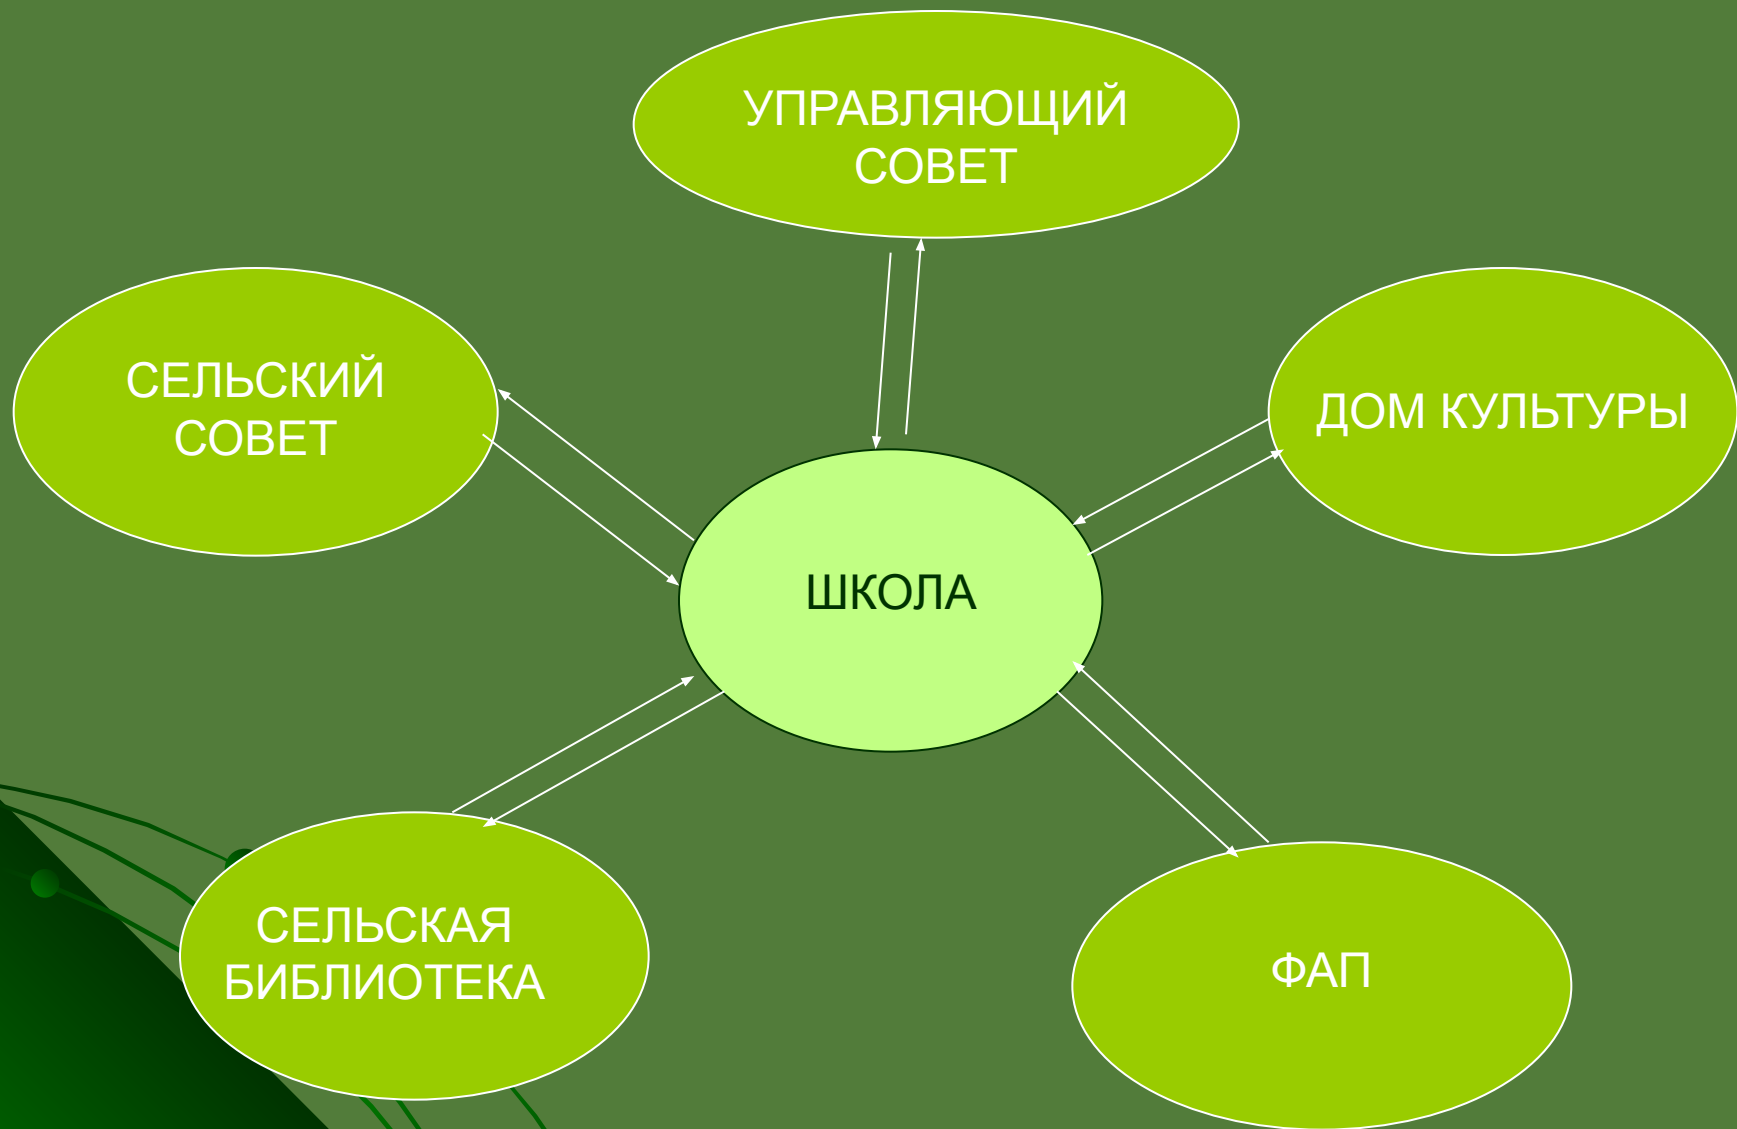 УПРАВЛЯЮЩИЙ
СОВЕТ
СЕЛЬСКИЙ
СОВЕТ
ДОМ КУЛЬТУРЫ
ШКОЛА
СЕЛЬСКАЯ
БИБЛИОТЕКА
ФАП